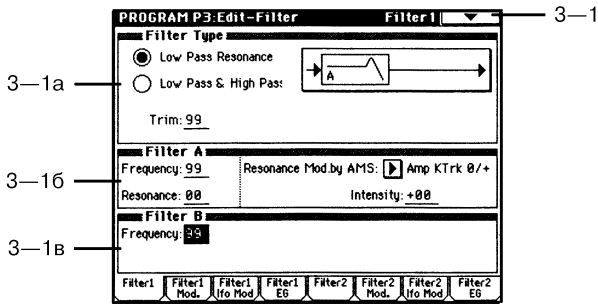 PROGRAM P3:Edit-Filter Filter1
3—1
Filter Type
Low Pass Resonance
Low Pass & High Pass
A
3—1a
Trim: 99
Filter A
Frequency: 99 Resonance Mod.by AMS: Amp KTrk 0/+
3—1б
Resonance: 00 Intensity: +00
Filter B
Frequency: 99
3—1в
Filter1 Filter1 Mod. Filter1 lfo Mod Filter1 EG Filter2 Filter2 Mod. Filter2 lfo Mod Filter2 EG